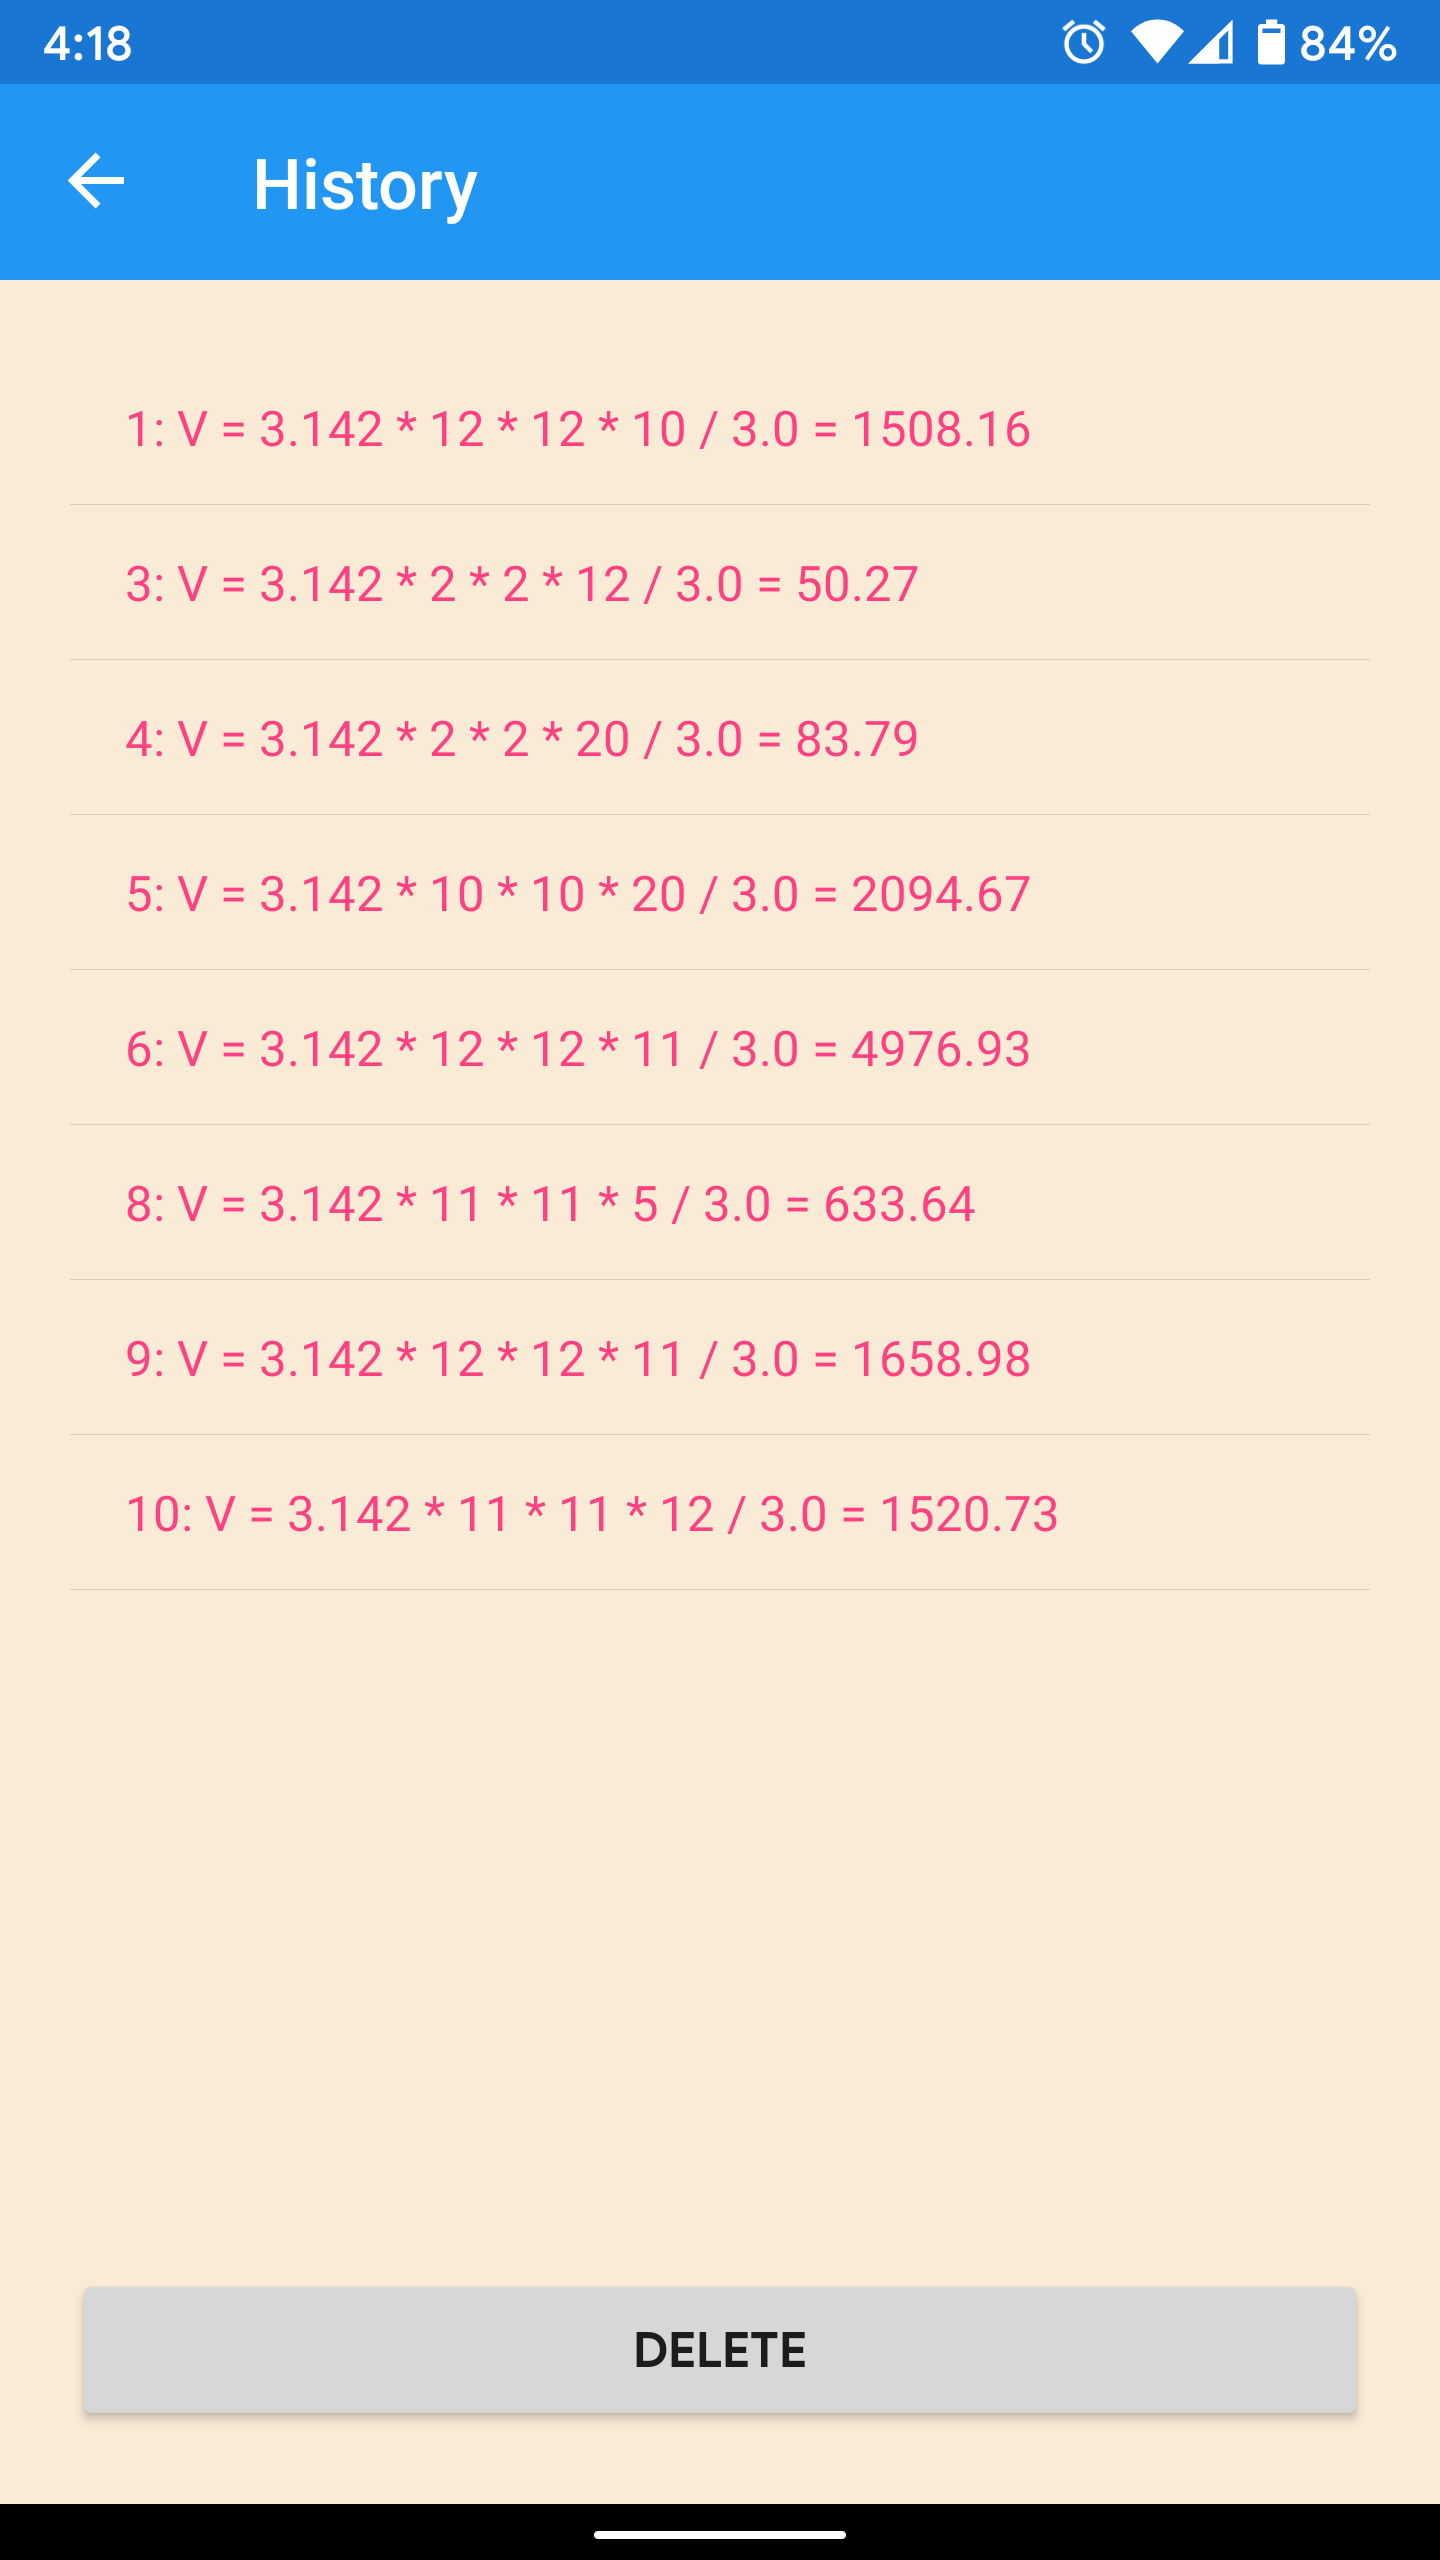 4:18
84%
History
1: V = 3.142 * 12 * 12 * 10 / 3.0 = 1508.16
3: V = 3.142 * 2 * 2 * 12 / 3.0 = 50.27
4: V = 3.142 * 2 * 2 * 20 / 3.0 = 83.79
5: V = 3.142 * 10 * 10 * 20 / 3.0 = 2094.67
6: V = 3.142 * 12 * 12 * 11 / 3.0 = 4976.93
8: V = 3.142 * 11 * 11 * 5 / 3.0 = 633.64
9: V = 3.142 * 12 * 12 * 11 / 3.0 = 1658.98
10: V = 3.142 * 11 * 11 * 12 / 3.0 = 1520.73
DELETE